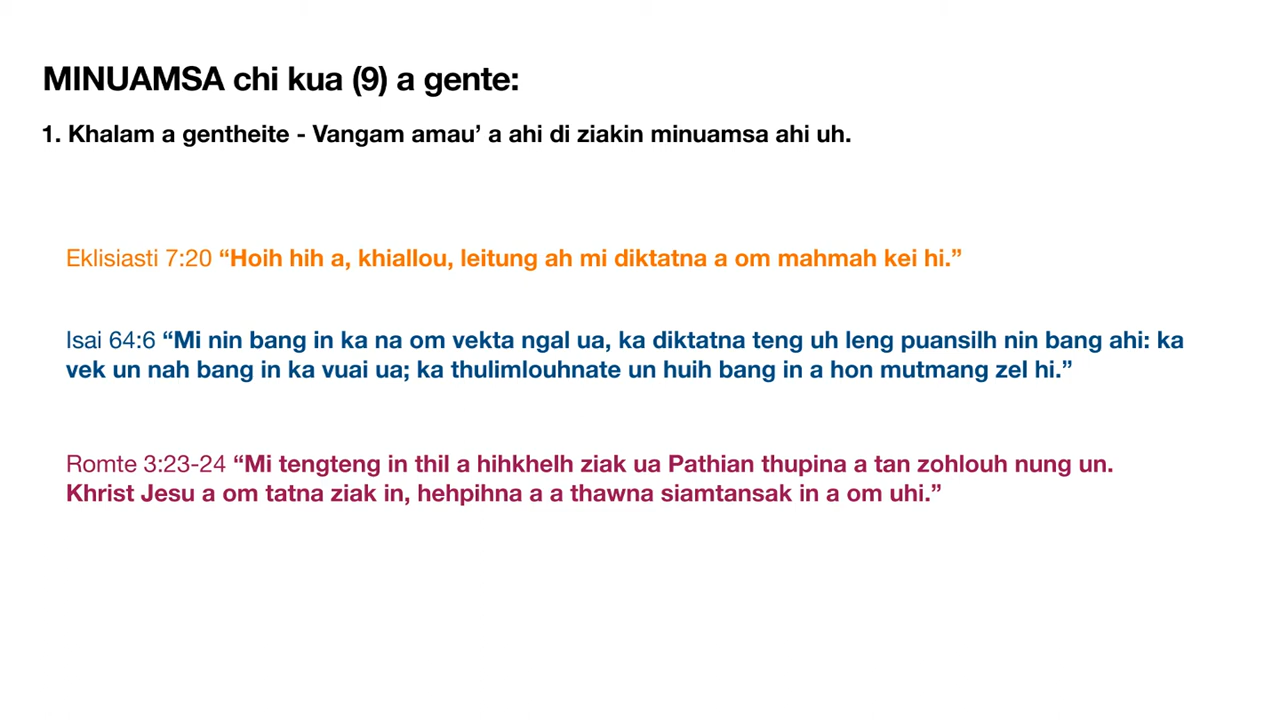 MINUAMSA chi kua (9) a gente:
1. Khalam a gentheite - Vangam amau’ a ahi di ziakin minuamsa ahi uh.
Eklisiasti 7:20 “Hoih hih a, khiallou, leitung ah mi diktatna a om mahmah kei hi.”
Isai 64:6 “Mi nin bang in ka na om vekta ngal ua, ka diktatna teng uh leng puansilh nin bang ahi: ka
vek un nah bang in ka vuai ua; ka thulimlouhnate un huih bang in a hon mutmang zel hi.”
Romte 3:23-24 “Mi tengteng in thil a hihkhelh ziak ua Pathian thupina a tan zohlouh nung un.
Khrist Jesu a om tatna ziak in, hehpihna a a thawna siamtansak in a om uhi.”